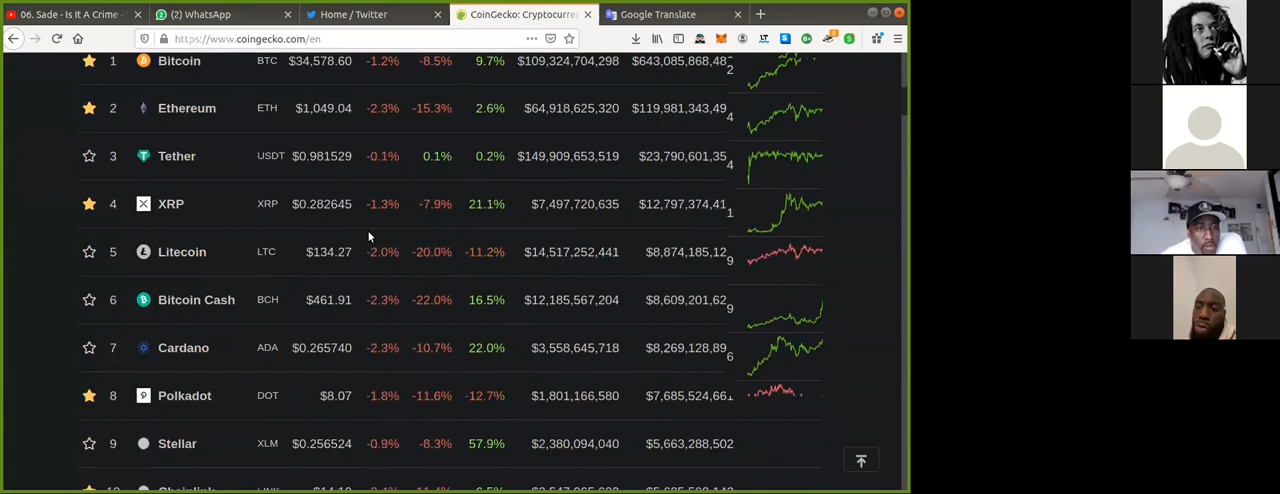 06. Sade - Is It A Crime - (2) WhatsApp Home / Twitter CoinGecko: Cryptocurre Google Translate
https://www.coingecko.com/en
1 Bitcoin BTC $34,578.60 -1.2% -8.5% 9.7% $109,324,704,298 $643,085,868,48 2
2 Ethereum ETH $1,049.04 -2.3% -15.3% 2.6% $64,918,625,320 $119,981,343,49 4
3 Tether USDT $0.981529 -0.1% 0.1% 0.2% $149,909,653,519 $23,790,601,35 4
4 XRP XRP $0.282645 -1.3% -7.9% 21.1% $7,497,720,635 $12,797,374,41 1
5 Litecoin LTC $134.27 -2.0% -20.0% -11.2% $14,517,252,441 $8,874,185,12 9
6 Bitcoin Cash BCH $461.91 -2.3% -22.0% 16.5% $12,185,567,204 $8,609,201,62 9
7 Cardano ADA $0.265740 -2.3% -10.7% 22.0% $3,558,645,718 $8,269,128,89 6
8 Polkadot DOT $8.07 -1.8% -11.6% -12.7% $1,801,166,580 $7,685,524,66
9 Stellar XLM $0.256524 -0.9% -8.3% 57.9% $2,380,094,040 $5,663,288,502